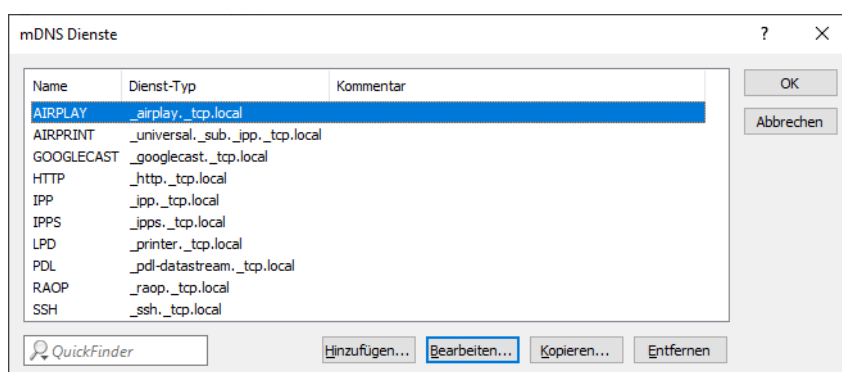 mDNS Dienste
Name Dienst-Typ Kommentar
AIRPLAY _airplay._tcp.local
AIRPRINT _universal._sub._ipp._tcp.local
GOOGLECAST _googlecast._tcp.local
HTTP _http._tcp.local
IPP _ipp._tcp.local
IPPS _ipps._tcp.local
LPD _printer._tcp.local
PDL _pdl-datastream._tcp.local
RAOP _raop._tcp.local
SSH _ssh._tcp.local
OK
Abbrechen
QuickFinder Hinzufügen... Bearbeiten... Kopieren... Entfernen